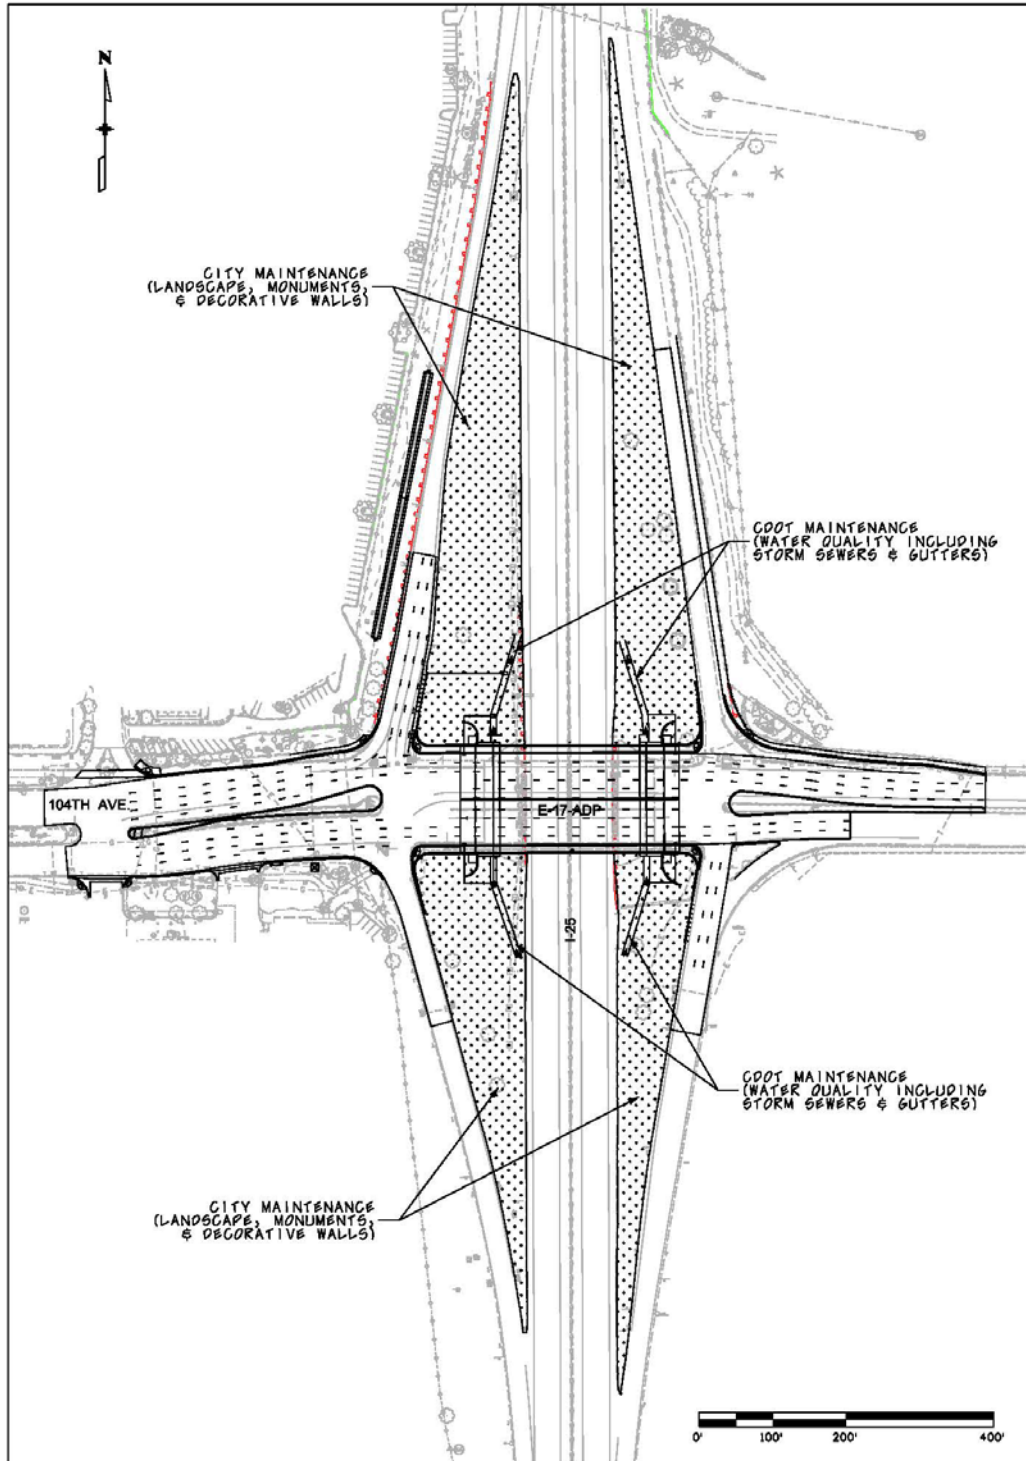 N
CITY MAINTENANCE
(LANDSCAPE, MONUMENTS,
& DECORATIVE WALLS)
CDOT MAINTENANCE
(WATER QUALITY INCLUDING
STORM SEWERS & GUTTERS)
104TH AVE.
E-17-ADP
I-25
CDOT MAINTENANCE
(WATER QUALITY INCLUDING
STORM SEWERS & GUTTERS)
CITY MAINTENANCE
(LANDSCAPE, MONUMENTS,
& DECORATIVE WALLS)
0' 100' 200' 400'